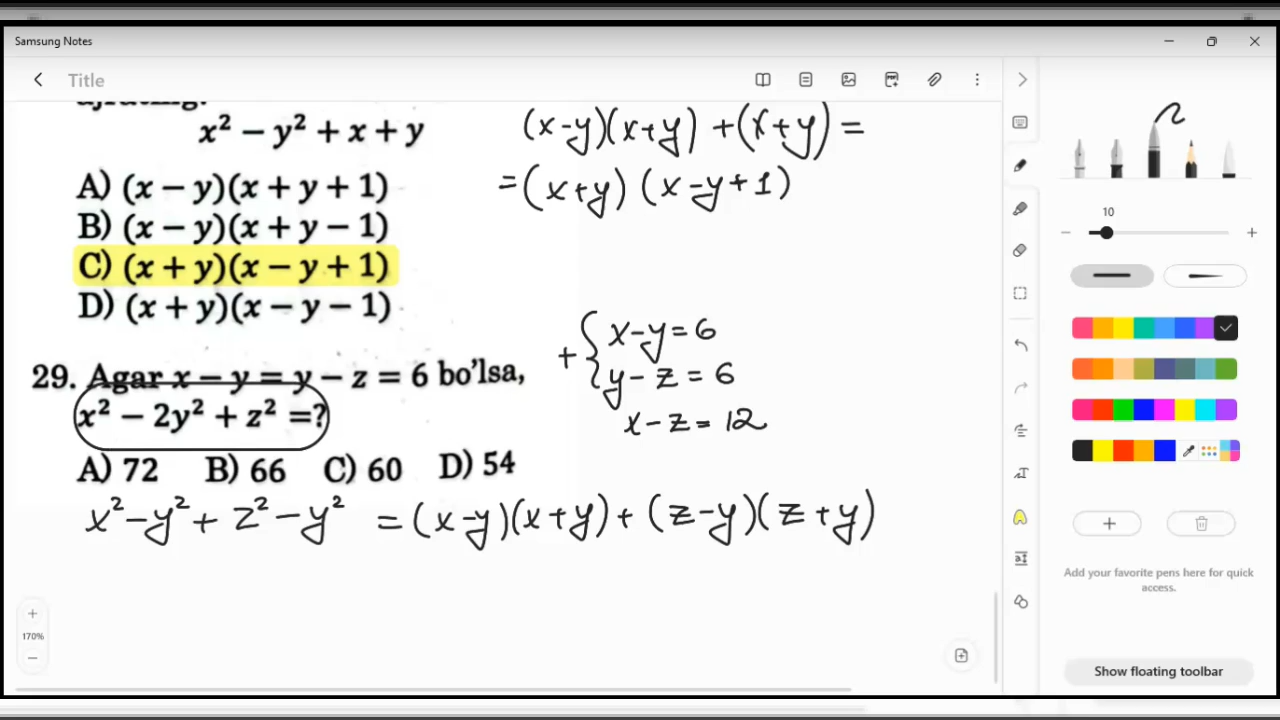 Samsung Notes
Title
x² − y² + x + y
A) (x − y)(x + y + 1)
B) (x − y)(x + y − 1)
C) (x + y)(x − y + 1)
D) (x + y)(x − y − 1)
(x-y)(x+y) +(x+y) =
=(x+y) (x-y+1)
29. Agar x − y = y − z = 6 bo'lsa,
x² − 2y² + z² =?
A) 72 B) 66 C) 60 D) 54
+ { x-y=6
y-z=6
x-z=12
x²-y²+z²-y² =(x-y)(x+y)+(z-y)(z+y)
170%
10
Add your favorite pens here for quick
access.
Show floating toolbar